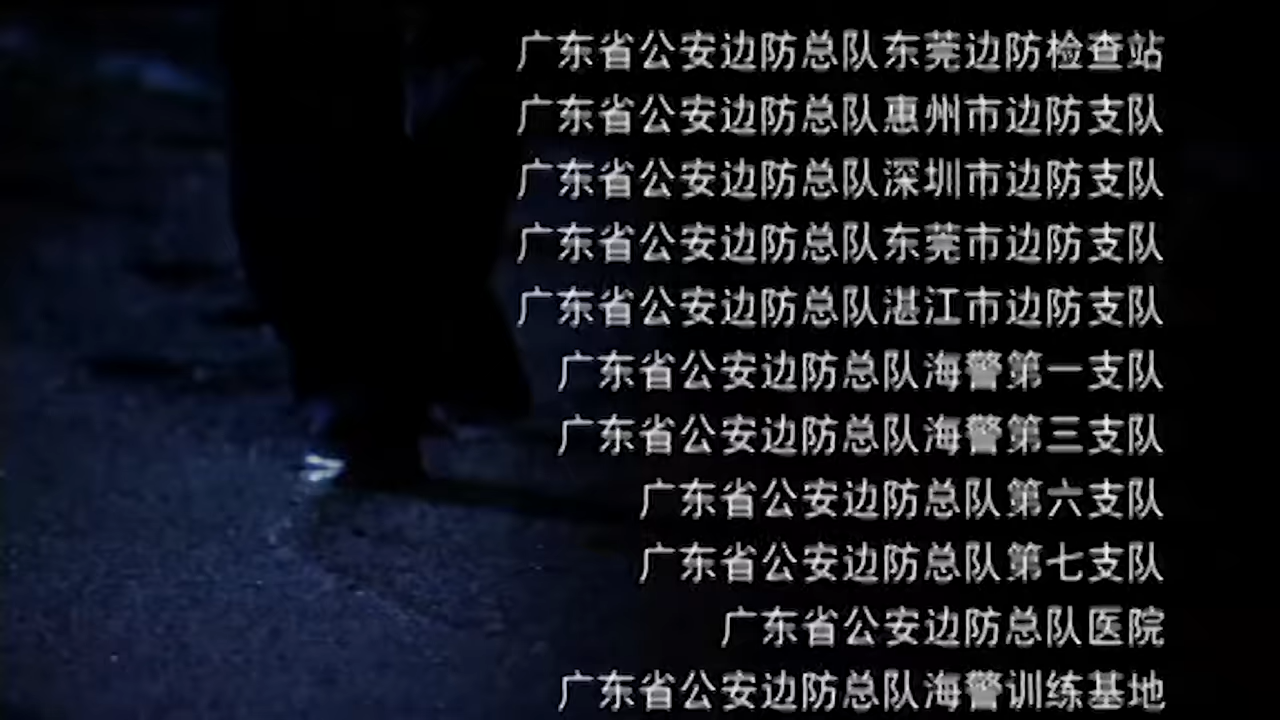 广东省公安边防总队东莞边防检查站
广东省公安边防总队惠州市边防支队
广东省公安边防总队深圳市边防支队
广东省公安边防总队东莞市边防支队
广东省公安边防总队湛江市边防支队
广东省公安边防总队海警第一支队
广东省公安边防总队海警第三支队
广东省公安边防总队第六支队
广东省公安边防总队第七支队
广东省公安边防总队医院
广东省公安边防总队海警训练基地